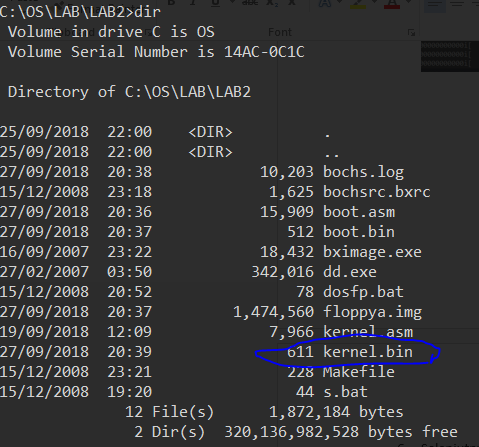 C:\OS\LAB\LAB2>dir
Volume in drive C is OS
Volume Serial Number is 14AC-0C1C
Directory of C:\OS\LAB\LAB2
25/09/2018 22:00 <DIR> .
25/09/2018 22:00 <DIR> ..
27/09/2018 20:38 10,203 bochs.log
15/12/2008 23:18 1,625 bochsrc.bxrc
27/09/2018 20:36 15,909 boot.asm
27/09/2018 20:37 512 boot.bin
16/09/2007 23:22 18,432 bximage.exe
27/02/2007 03:50 342,016 dd.exe
15/12/2008 20:52 78 dosfp.bat
27/09/2018 20:37 1,474,560 floppya.img
19/09/2018 12:09 7,966 kernel.asm
27/09/2018 20:39 611 kernel.bin
15/12/2008 23:21 228 Makefile
15/12/2008 19:20 44 s.bat
12 File(s) 1,872,184 bytes
2 Dir(s) 320,136,982,528 bytes free